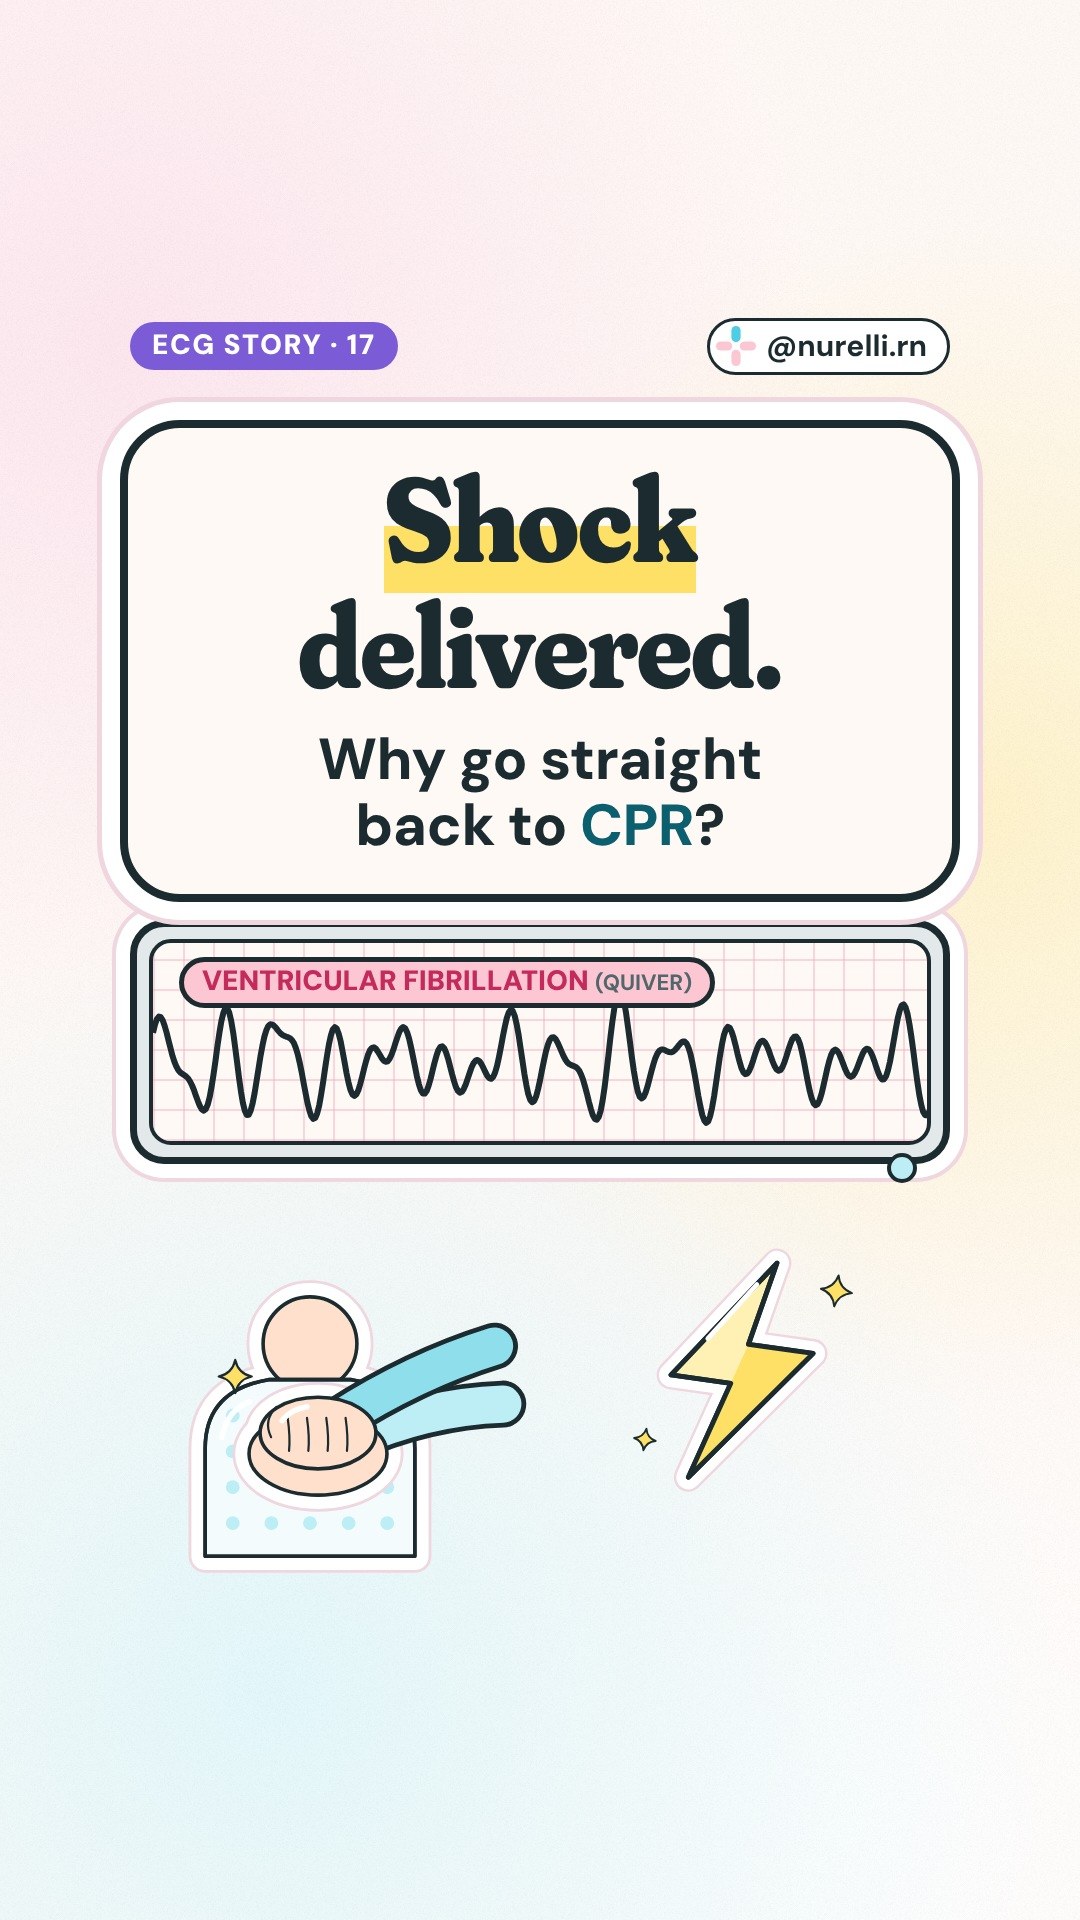 ECG STORY · 17
@nurelli.rn
Shock
delivered.
Why go straight
back to CPR?
VENTRICULAR FIBRILLATION (QUIVER)